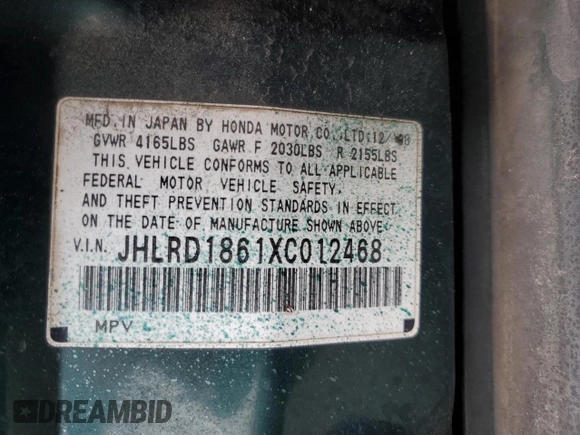 MFD. IN JAPAN BY HONDA MOTOR CO., LTD. 12/98
GVWR 4165LBS GAWR F 2030LBS R 2155LBS
THIS VEHICLE CONFORMS TO ALL APPLICABLE
FEDERAL MOTOR VEHICLE SAFETY,
AND THEFT PREVENTION STANDARDS IN EFFECT
ON THE DATE OF MANUFACTURE SHOWN ABOVE.
V.I.N. JHLRD1861XC012468
MPV
DREAMBID